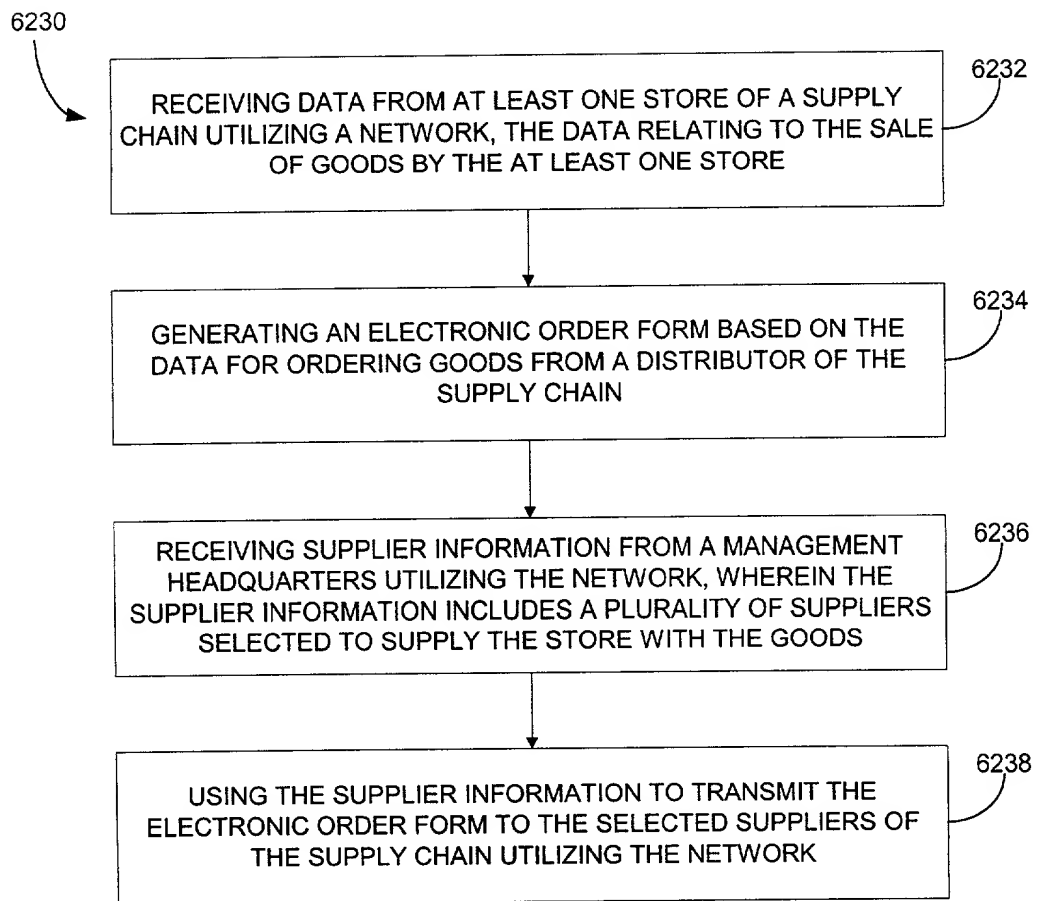 6230
6232
RECEIVING DATA FROM AT LEAST ONE STORE OF A SUPPLY
CHAIN UTILIZING A NETWORK, THE DATA RELATING TO THE SALE
OF GOODS BY THE AT LEAST ONE STORE
6234
GENERATING AN ELECTRONIC ORDER FORM BASED ON THE
DATA FOR ORDERING GOODS FROM A DISTRIBUTOR OF THE
SUPPLY CHAIN
6236
RECEIVING SUPPLIER INFORMATION FROM A MANAGEMENT
HEADQUARTERS UTILIZING THE NETWORK, WHEREIN THE
SUPPLIER INFORMATION INCLUDES A PLURALITY OF SUPPLIERS
SELECTED TO SUPPLY THE STORE WITH THE GOODS
6238
USING THE SUPPLIER INFORMATION TO TRANSMIT THE
ELECTRONIC ORDER FORM TO THE SELECTED SUPPLIERS OF
THE SUPPLY CHAIN UTILIZING THE NETWORK